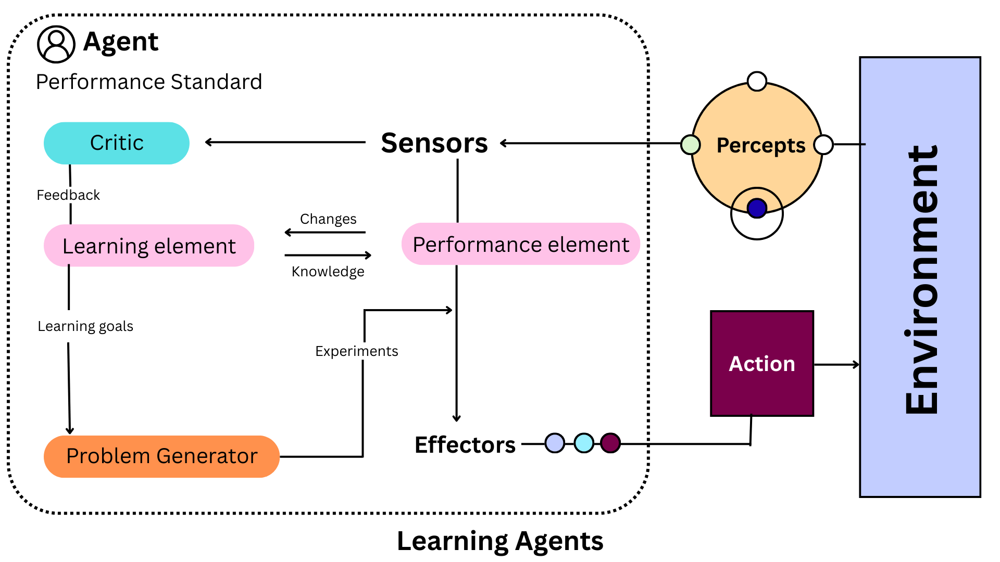 Agent
Performance Standard
Critic
Sensors
Percepts
Feedback
Changes
Learning element
Performance element
Knowledge
Learning goals
Experiments
Action
Environment
Problem Generator
Effectors
Learning Agents